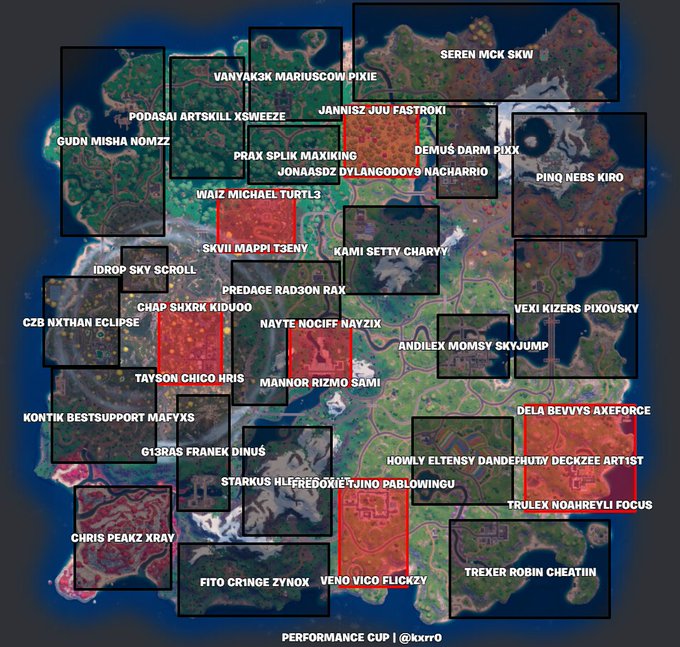 SEREN MCK SKW
VANYAK3K MARIUSCOW PIXIE
JANNISZ JUU FASTROKI
PODASAI ARTSKILL XSWEEZE
GUDN MISHA NOMZZ
DEMUŚ DARM PIXX
PRAX SPLIK MAXIKING
JONAASDZ DYLANGODOY9 NACHARRIO
PINQ NEBS KIRO
WAIZ MICHAEL TURTL3
SKVII MAPPI T3ENY
KAMI SETTY CHARYY
IDROP SKY SCROLL
PREDAGE RAD3ON RAX
CHAP SHXRK KIDUOO
VEXI KIZERS PIXOVSKY
CZB NXTHAN ECLIPSE
NAYTE NOCIFF NAYZIX
ANDILEX MOMSY SKYJUMP
TAYSON CHICO HRIS
MANNOR RIZMO SAMI
DELA BEVVYS AXEFORCE
KONTIK BESTSUPPORT MAFYXS
G13RAS FRANEK DINUŚ
HOWLY ELTENSY
DECKZEE ART1ST
STARKUS
TJINO PABLOWINGU
TRULEX NOAHREYLI FOCUS
CHRIS PEAKZ XRAY
FITO CR1NGE ZYNOX
VENO VICO FLICKZY
TREXER ROBIN CHEATIIN
PERFORMANCE CUP | @kxrr0